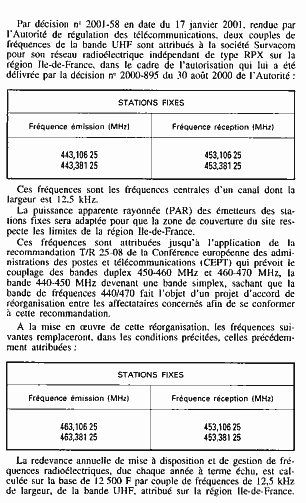 Par décision n° 2001-58 en date du 17 janvier 2001, rendue par
l'Autorité de régulation des télécommunications, deux couples de
fréquences de la bande UHF sont attribués à la société Survacom
pour son réseau radioélectrique indépendant de type RPX sur la
région Ile-de-France, dans le cadre de l'autorisation qui lui a été
délivrée par la décision n° 2000-895 du 30 août 2000 de l'Autorité :
STATIONS FIXES
Fréquence émission (MHz) Fréquence réception (MHz)
443,106 25 453,106 25
443,381 25 453,381 25
Ces fréquences sont les fréquences centrales d'un canal dont la
largeur est 12,5 kHz.
La puissance apparente rayonnée (PAR) des émetteurs des sta-
tions fixes sera adaptée pour que la zone de couverture du site res-
pecte les limites de la région Ile-de-France.
Ces fréquences sont attribuées jusqu'à l'application de la
recommandation T/R 25-08 de la Conférence européenne des admi-
nistrations des postes et télécommunications (CEPT) qui prévoit le
couplage des bandes duplex 450-460 MHz et 460-470 MHz, la
bande 440-450 MHz devenant une bande simplex, sachant que la
bande de fréquences 440/470 fait l'objet d'un projet d'accord de
réorganisation entre les affectataires concernés afin de se conformer
à cette recommandation.
A la mise en œuvre de cette réorganisation, les fréquences sui-
vantes remplaceront, dans les conditions précitées, celles précédem-
ment attribuées :
STATIONS FIXES
Fréquence émission (MHz) Fréquence réception (MHz)
463,106 25 453,106 25
463,381 25 453,381 25
La redevance annuelle de mise à disposition et de gestion de fré-
quences radioélectriques, due chaque année à terme échu, est cal-
culée sur la base de 12 500 F par couple de fréquences de 12,5 kHz
de largeur, de la bande UHF, attribué sur la région Ile-de-France.